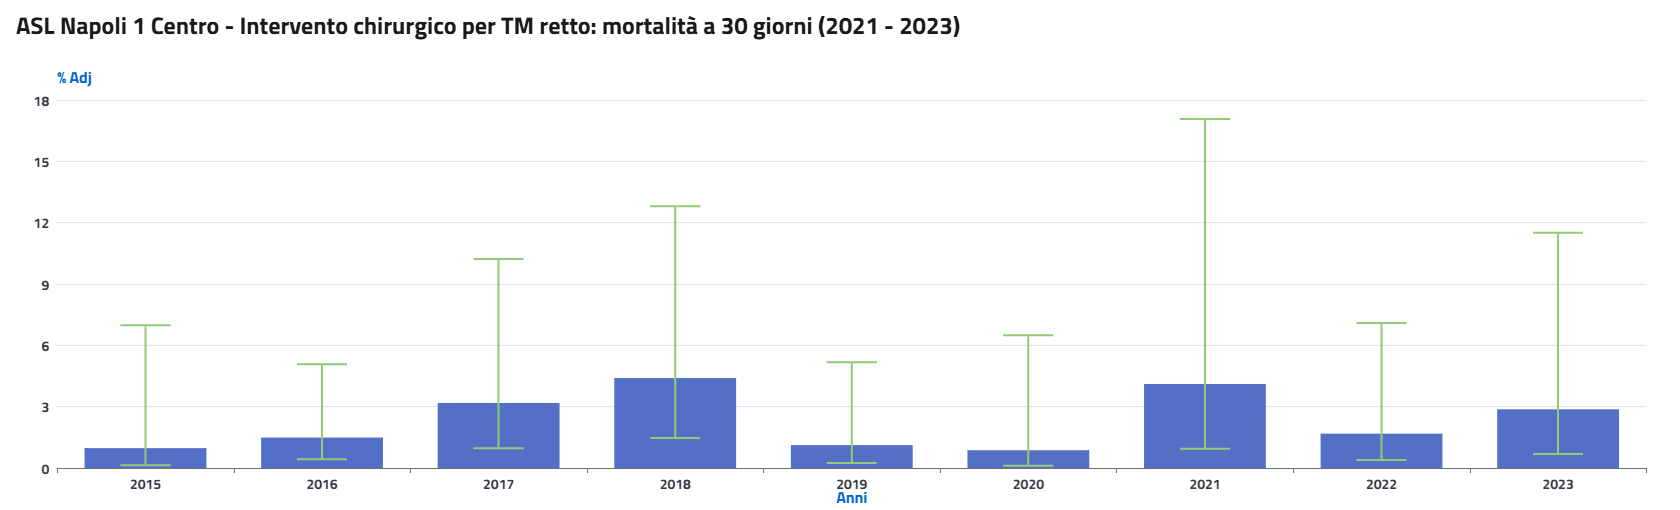 ASL Napoli 1 Centro - Intervento chirurgico per TM retto: mortalità a 30 giorni (2021 - 2023)
% Adj
18
15
12
9
6
3
0
2015 2016 2017 2018 2019 2020 2021 2022 2023
Anni